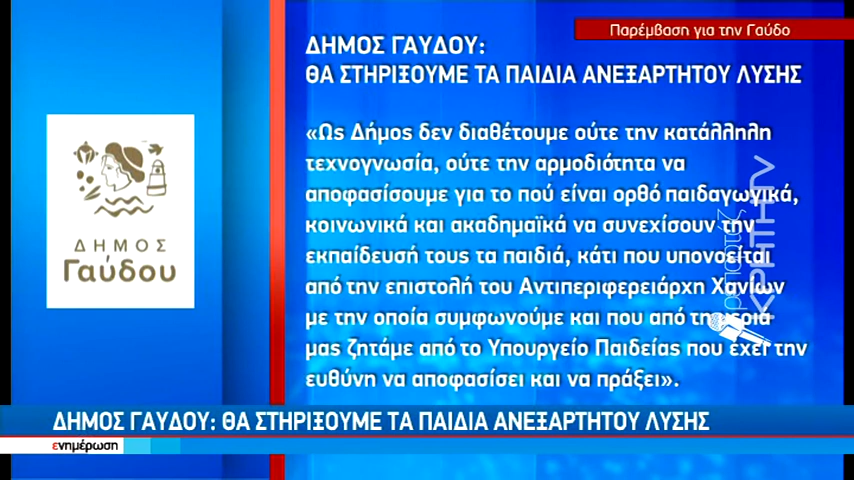 Παρέμβαση για την Γαύδο
ΔΗΜΟΣ ΓΑΥΔΟΥ:
ΘΑ ΣΤΗΡΙΞΟΥΜΕ ΤΑ ΠΑΙΔΙΑ ΑΝΕΞΑΡΤΗΤΟΥ ΛΥΣΗΣ
«Ως Δήμος δεν διαθέτουμε ούτε την κατάλληλη
τεχνογνωσία, ούτε την αρμοδιότητα να
αποφασίσουμε για το πού είναι ορθό παιδαγωγικά,
κοινωνικά και ακαδημαϊκά να συνεχίσουν την
εκπαίδευσή τους τα παιδιά, κάτι που υπονοείται
από την επιστολή του Αντιπεριφερειάρχη Χανίων
με την οποία συμφωνούμε και που από τη μεριά
μας ζητάμε από το Υπουργείο Παιδείας που έχει την
ευθύνη να αποφασίσει και να πράξει».
ΔΗΜΟΣ
Γαύδου
ΚΡΗΤΗ TV
ΔΗΜΟΣ ΓΑΥΔΟΥ: ΘΑ ΣΤΗΡΙΞΟΥΜΕ ΤΑ ΠΑΙΔΙΑ ΑΝΕΞΑΡΤΗΤΟΥ ΛΥΣΗΣ
ενημέρωση